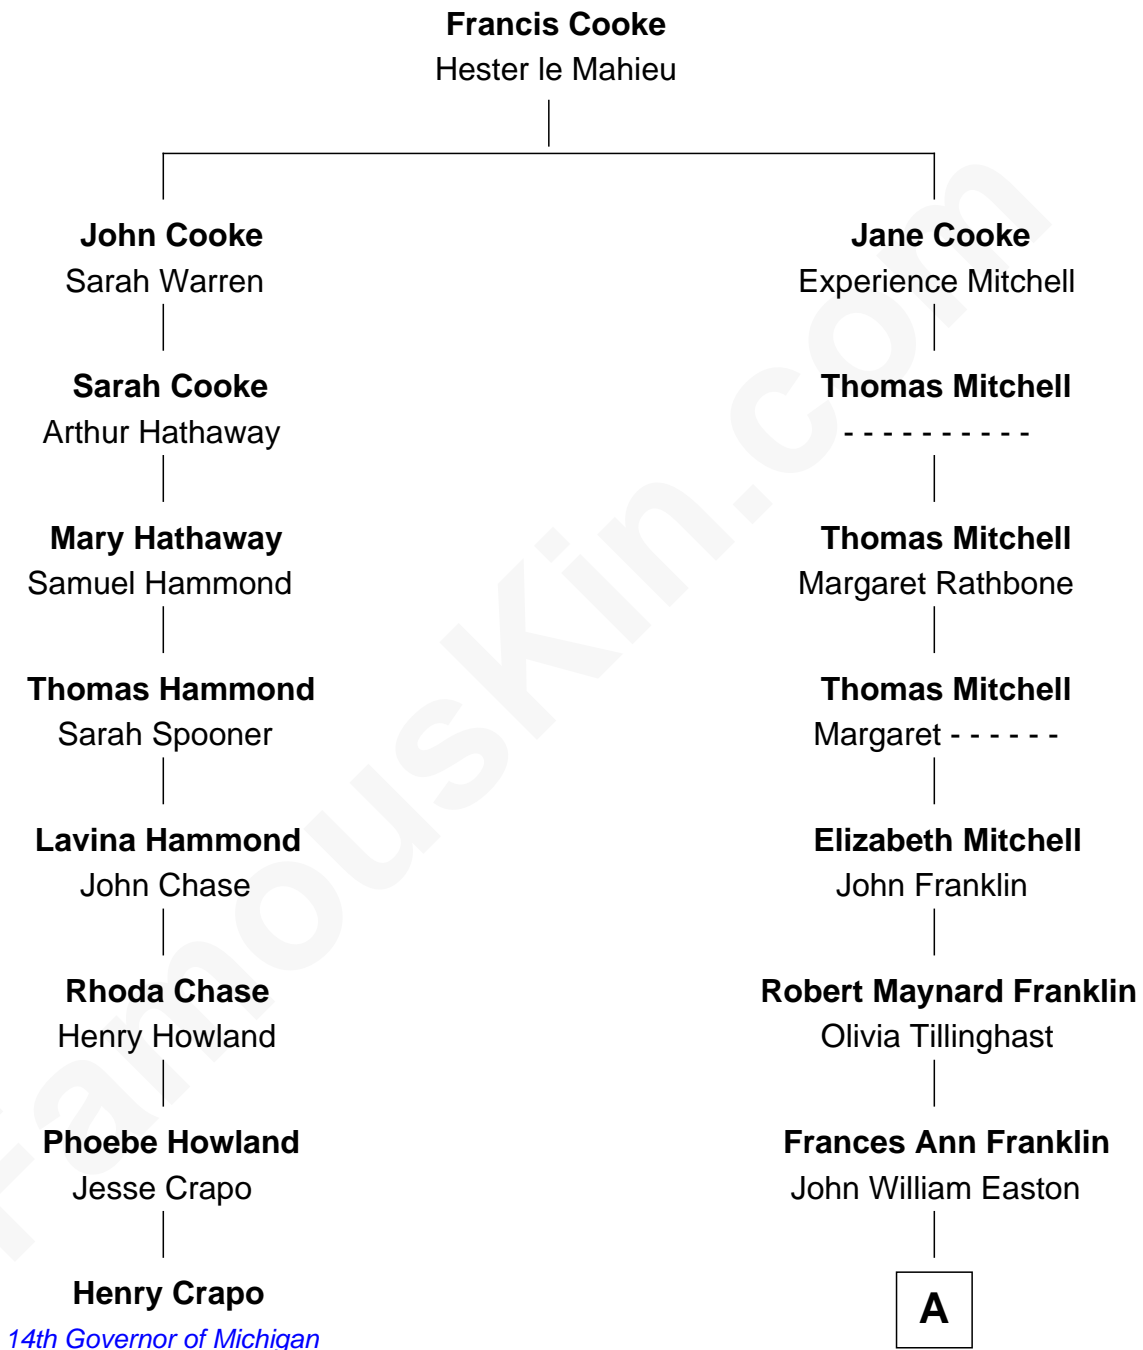 Francis Cooke
Hester le Mahieu
John Cooke
Sarah Warren
Jane Cooke
Experience Mitchell
Sarah Cooke
Arthur Hathaway
Thomas Mitchell
- - - - - - - - - -
Mary Hathaway
Samuel Hammond
Thomas Mitchell
Margaret Rathbone
Thomas Hammond
Sarah Spooner
Thomas Mitchell
Margaret - - - - - -
Lavina Hammond
John Chase
Elizabeth Mitchell
John Franklin
Rhoda Chase
Henry Howland
Robert Maynard Franklin
Olivia Tillinghast
Phoebe Howland
Jesse Crapo
Frances Ann Franklin
John William Easton
Henry Crapo
14th Governor of Michigan
A
FamousKin.com